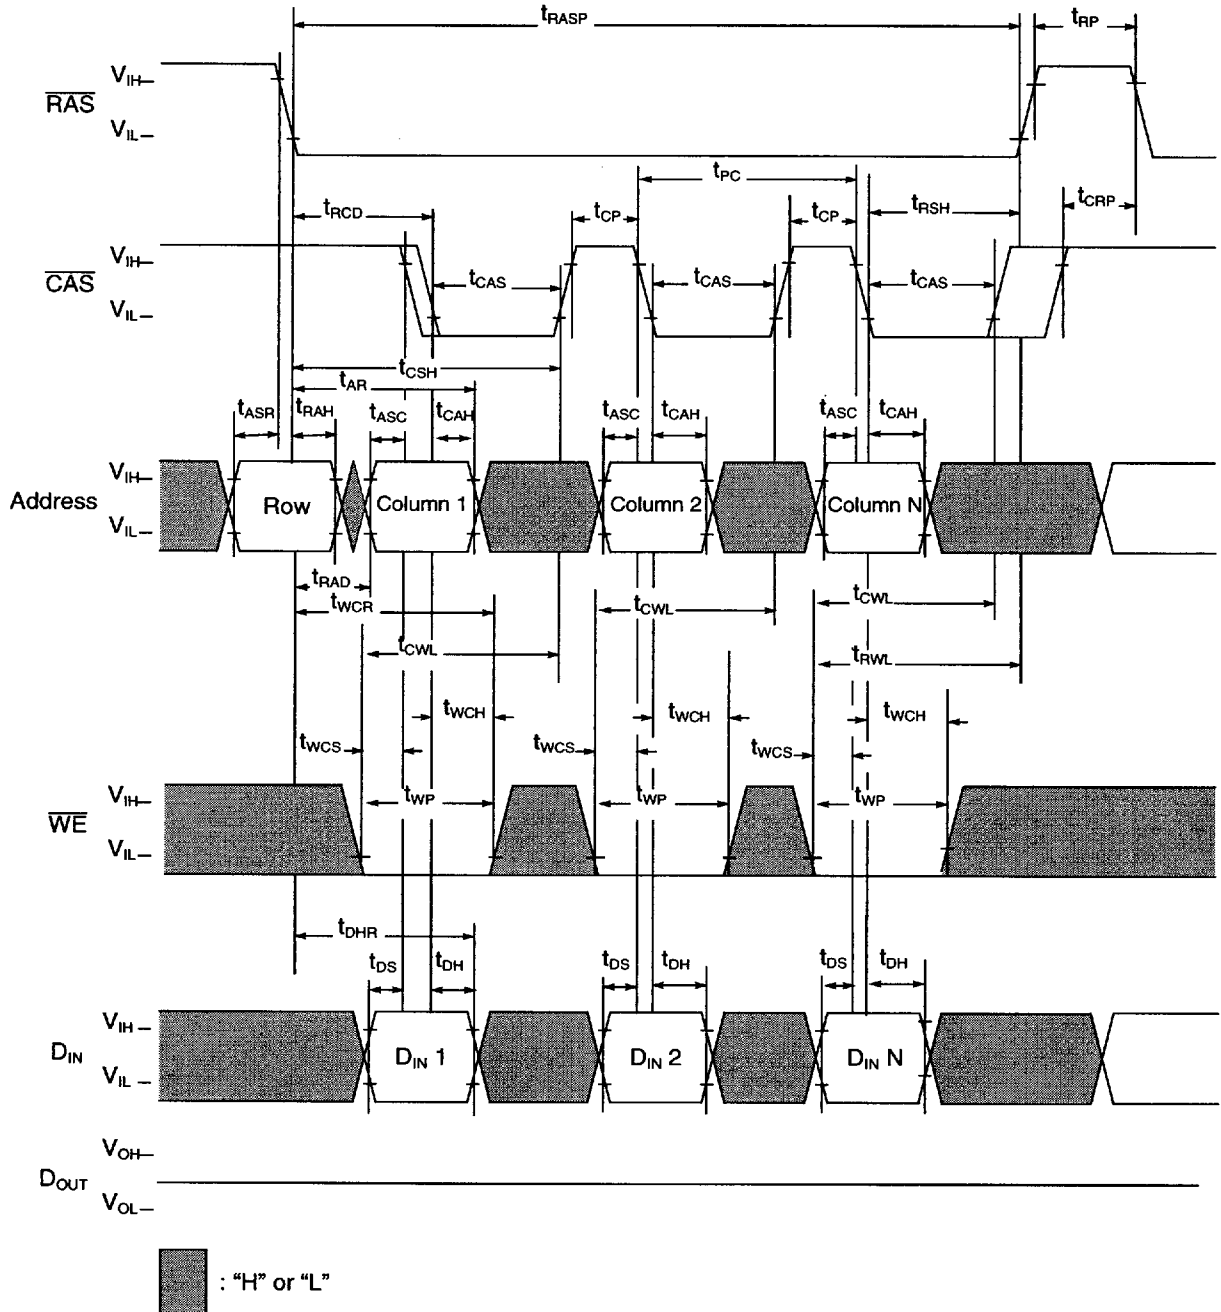 tRASP tRP
VIH
RAS
VIL
tPC
tRCD tCP tCP tRSH tCRP
VIH
CAS tCAS tCAS tCAS
VIL
tCSH
tAR
tASR tRAH tASC tCAH tASC tCAH tASC tCAH
VIH
Address Row Column 1 Column 2 Column N
VIL
tRAD
tWCR tCWL tCWL
tCWL tRWL
tWCH tWCH tWCH
tWCS tWCS tWCS
VIH tWP tWP tWP
WE
VIL
tDHR
tDS tDH tDS tDH tDS tDH
VIH
DIN DIN 1 DIN 2 DIN N
VIL
VOH
DOUT
VOL
: “H” or “L”